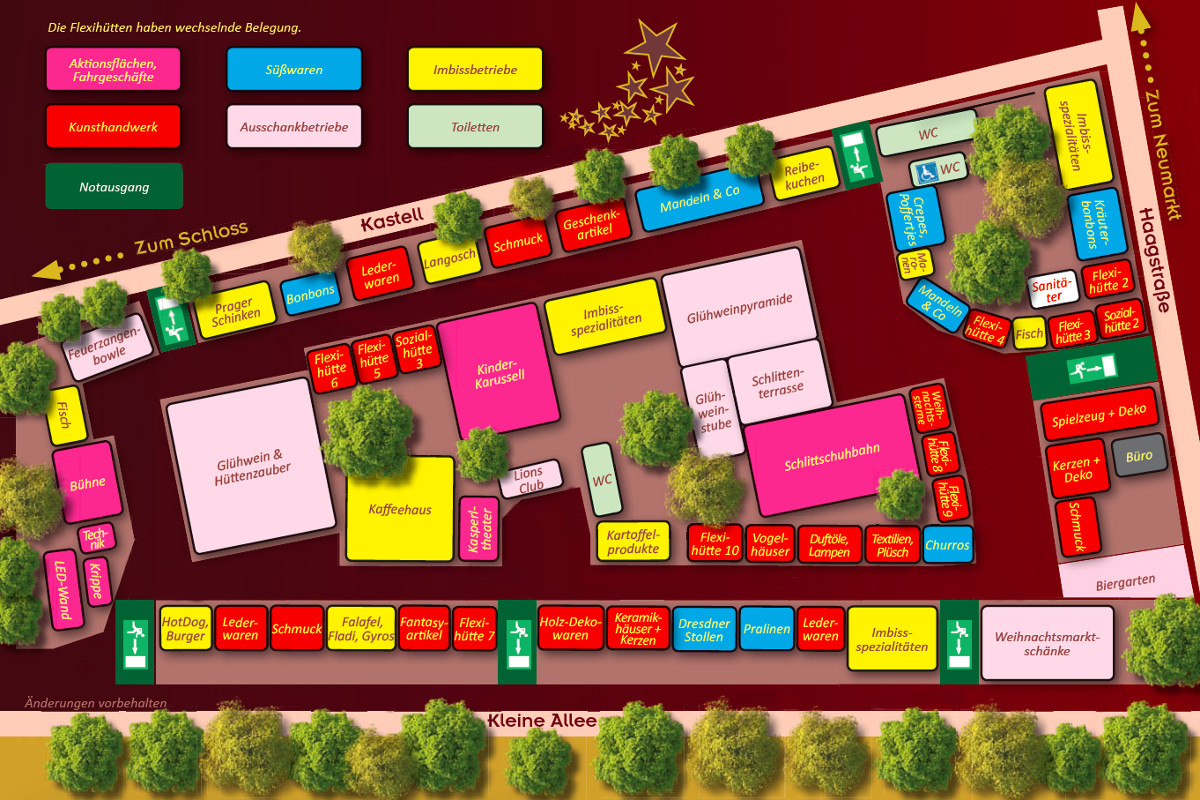 Die Flexihütten haben wechselnde Belegung.
Aktionsflächen,
Fahrgeschäfte
Süßwaren
Imbissbetriebe
Kunsthandwerk
Ausschankbetriebe
Toiletten
Notausgang
Zum Schloss
Kastell
Zum Neumarkt
Haagstraße
Feuerzangen-
bowle
Prager
Schinken
Bonbons
Leder-
waren
Langosch
Schmuck
Geschenk-
artikel
Mandeln & Co
Reibe-
kuchen
WC
WC
Imbiss-
spezialitäten
Crepes,
Poffertjes
Kräuter-
bonbons
Ma-
ro-
nen
Mandeln
& Co
Sanitä-
ter
Flexi-
hütte 2
Flexi-
hütte 4
Fisch
Flexi-
hütte 3
Sozial-
hütte 2
Fisch
Bühne
Tech-
nik
LED-Wand
Krippe
Glühwein &
Hüttenzauber
Flexi-
hütte
6
Flexi-
hütte
5
Sozial-
hütte
3
Kinder-
Karussell
Imbiss-
spezialitäten
Glühweinpyramide
Glüh-
wein-
stube
Schlitten-
terrasse
Schlittschuhbahn
Kaffeehaus
Kasperl-
theater
Lions
Club
WC
Kartoffel-
produkte
Flexi-
hütte 10
Vogel-
häuser
Duftöle,
Lampen
Textilien,
Plüsch
Churros
Weih-
nachts-
sterne
Flexi-
hütte 8
Flexi-
hütte 9
Spielzeug + Deko
Kerzen +
Deko
Büro
Schmuck
Biergarten
HotDog,
Burger
Leder-
waren
Schmuck
Falafel,
Fladi, Gyros
Fantasy-
artikel
Flexi-
hütte 7
Holz-Deko-
waren
Keramik-
häuser +
Kerzen
Dresdner
Stollen
Pralinen
Leder-
waren
Imbiss-
spezialitäten
Weihnachtsmarkt-
schänke
Änderungen vorbehalten
Kleine Allee